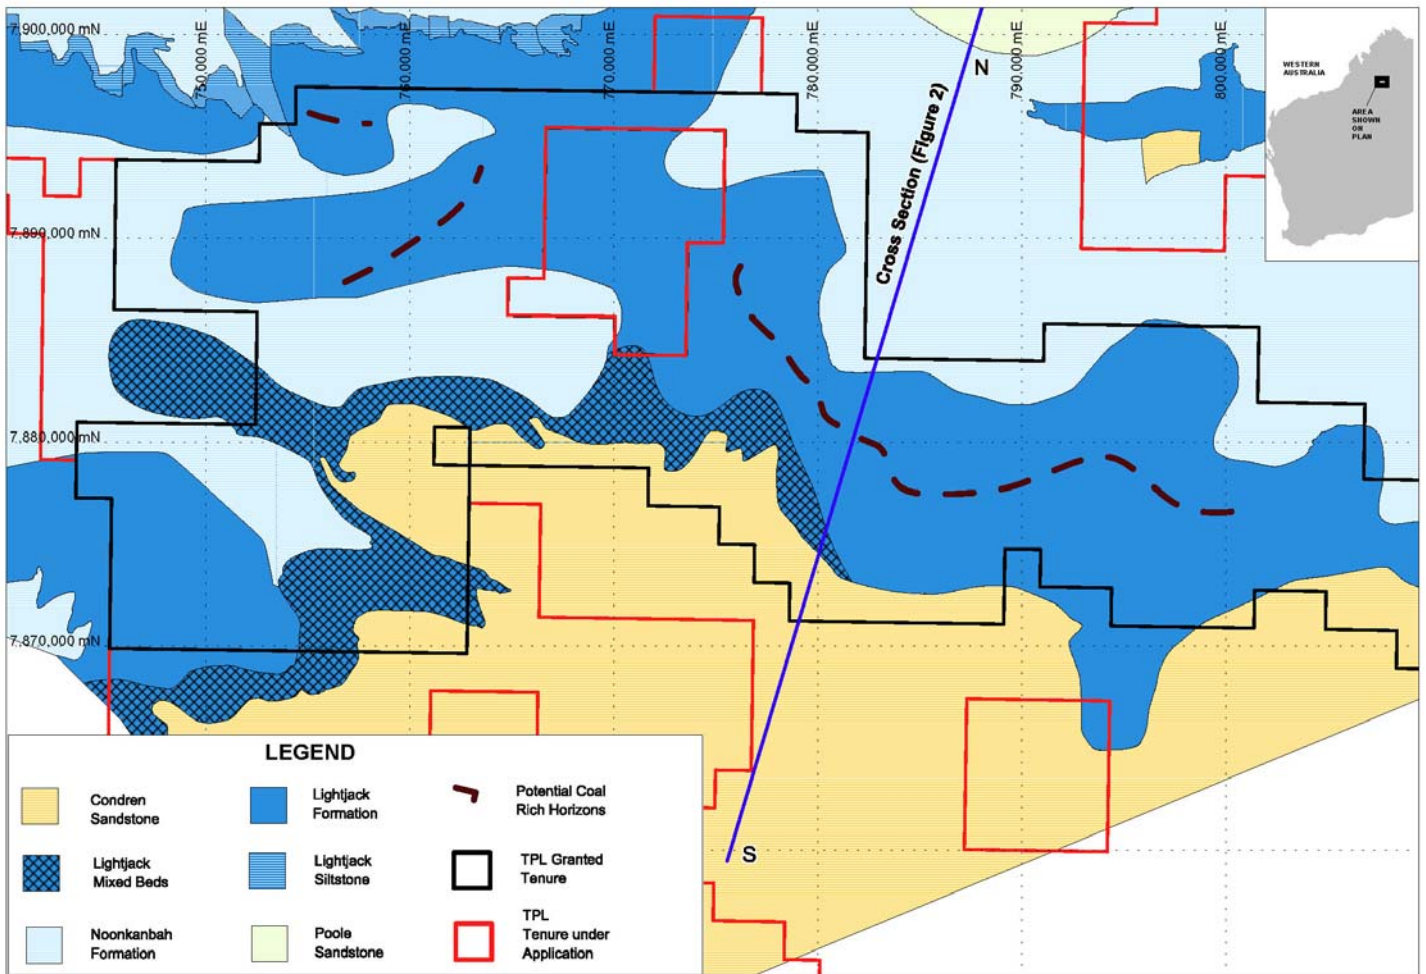 7,900,000 mN
750,000 mE
760,000 mE
770,000 mE
780,000 mE
790,000 mE
800,000 mE
N
WESTERN
AUSTRALIA
AREA
SHOWN
ON
PLAN
Cross Section (Figure 2)
7,890,000 mN
7,880,000 mN
7,870,000 mN
S
LEGEND
Condren
Sandstone
Lightjack
Formation
Potential Coal
Rich Horizons
Lightjack
Mixed Beds
Lightjack
Siltstone
TPL Granted
Tenure
Noonkanbah
Formation
Poole
Sandstone
TPL
Tenure under
Application